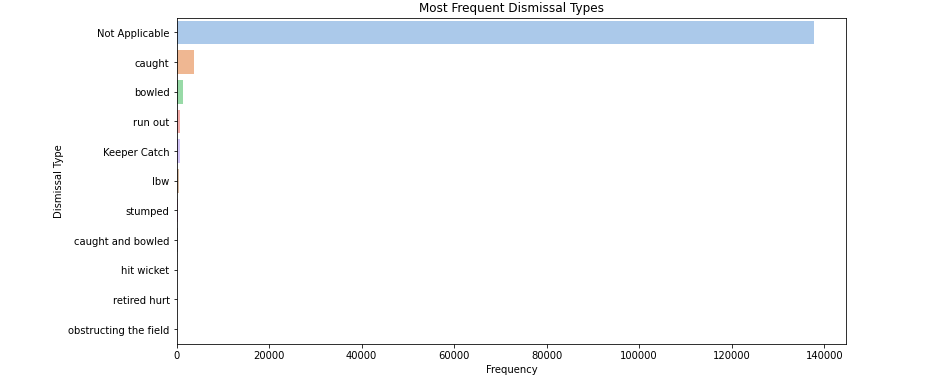 Most Frequent Dismissal Types
Dismissal Type
Not Applicable
caught
bowled
run out
Keeper Catch
lbw
stumped
caught and bowled
hit wicket
retired hurt
obstructing the field
0 20000 40000 60000 80000 100000 120000 140000
Frequency